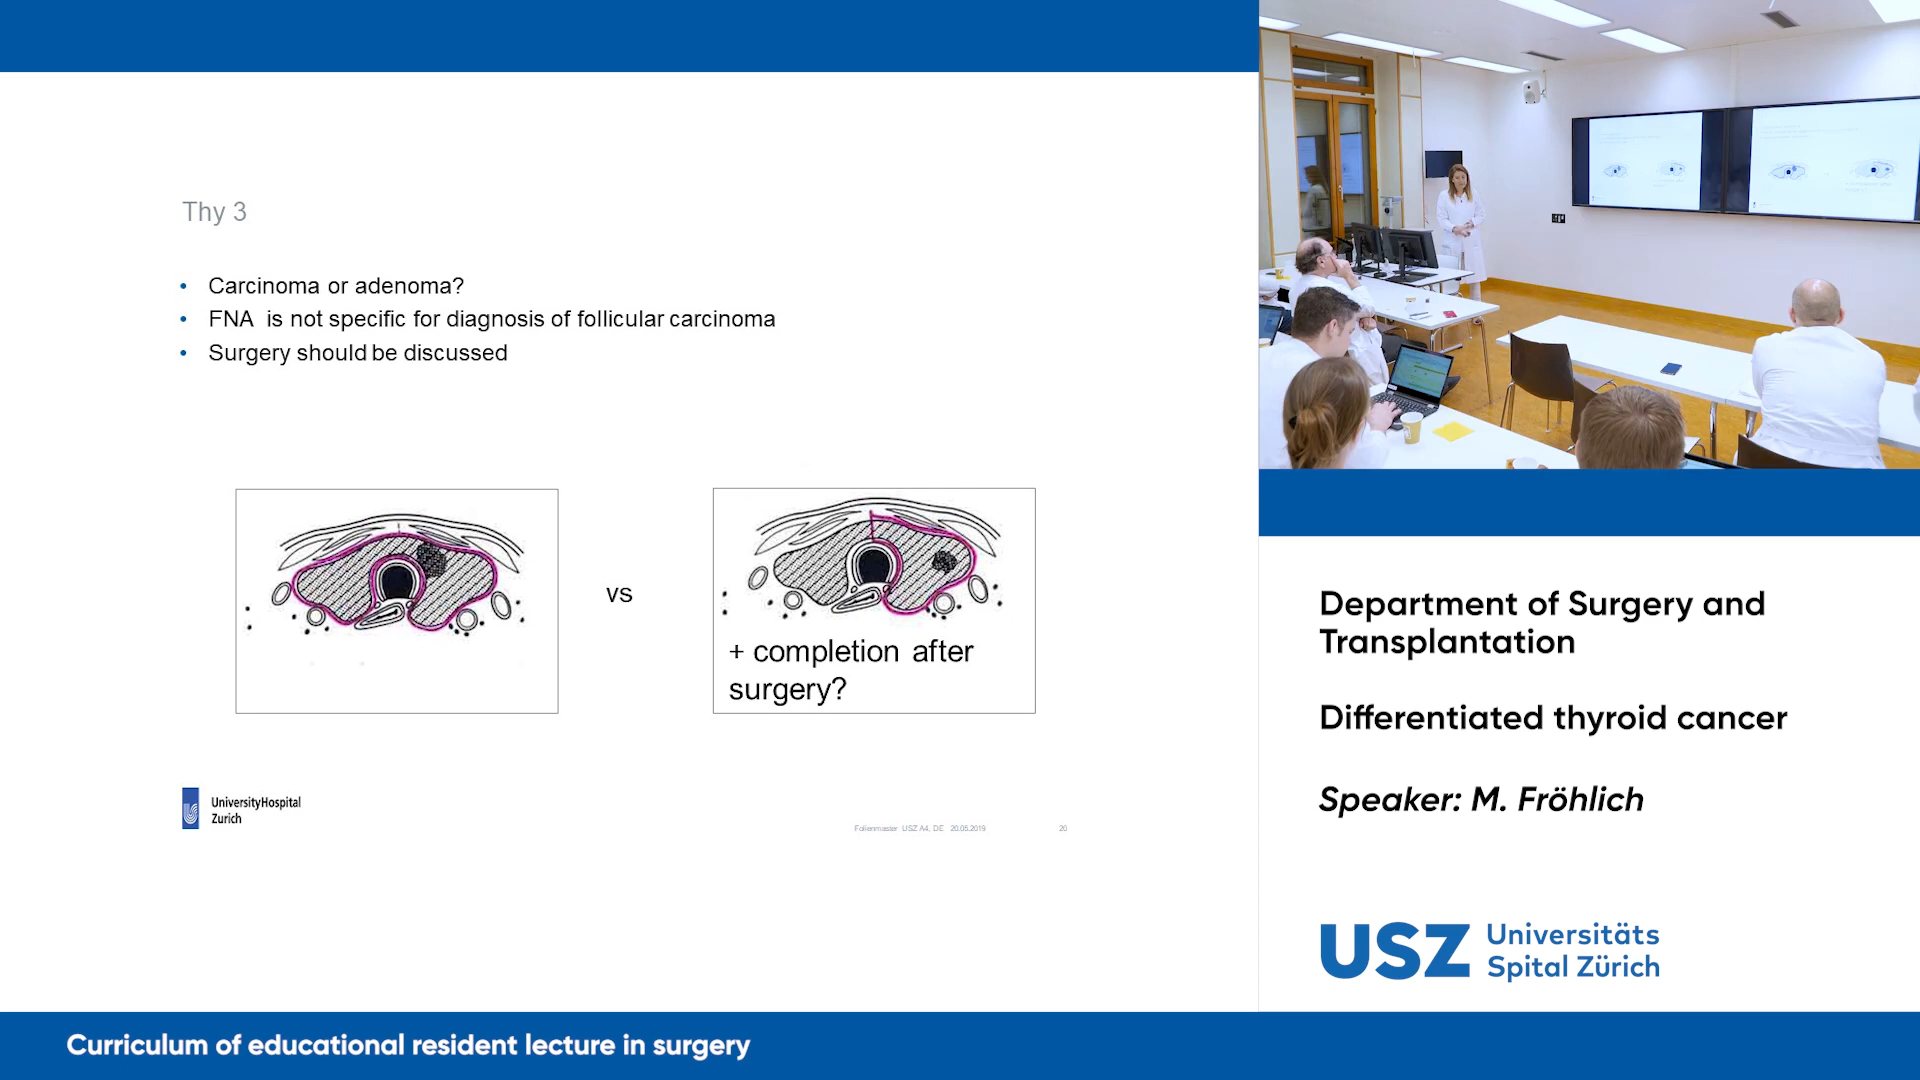 Thy 3
Carcinoma or adenoma?
FNA is not specific for diagnosis of follicular carcinoma
Surgery should be discussed
vs
+ completion after
surgery?
UniversityHospital
Zurich
Folienmaster USZ A4, DE 20.05.2019
20
Department of Surgery and
Transplantation
Differentiated thyroid cancer
Speaker: M. Fröhlich
USZ Universitäts
Spital Zürich
Curriculum of educational resident lecture in surgery